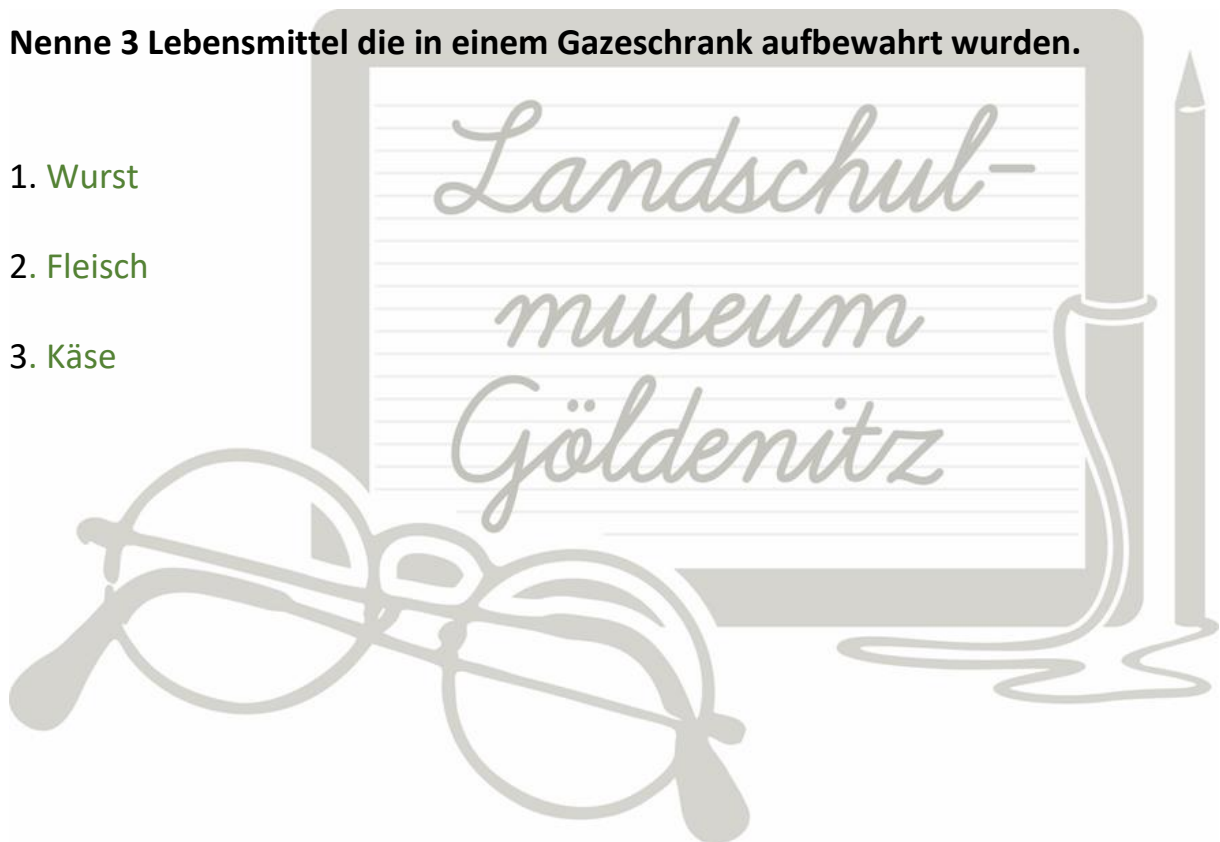 Nenne 3 Lebensmittel die in einem Gazeschrank aufbewahrt wurden.
1. Wurst
2. Fleisch
3. Käse
Landschul-
museum
Göldenitz